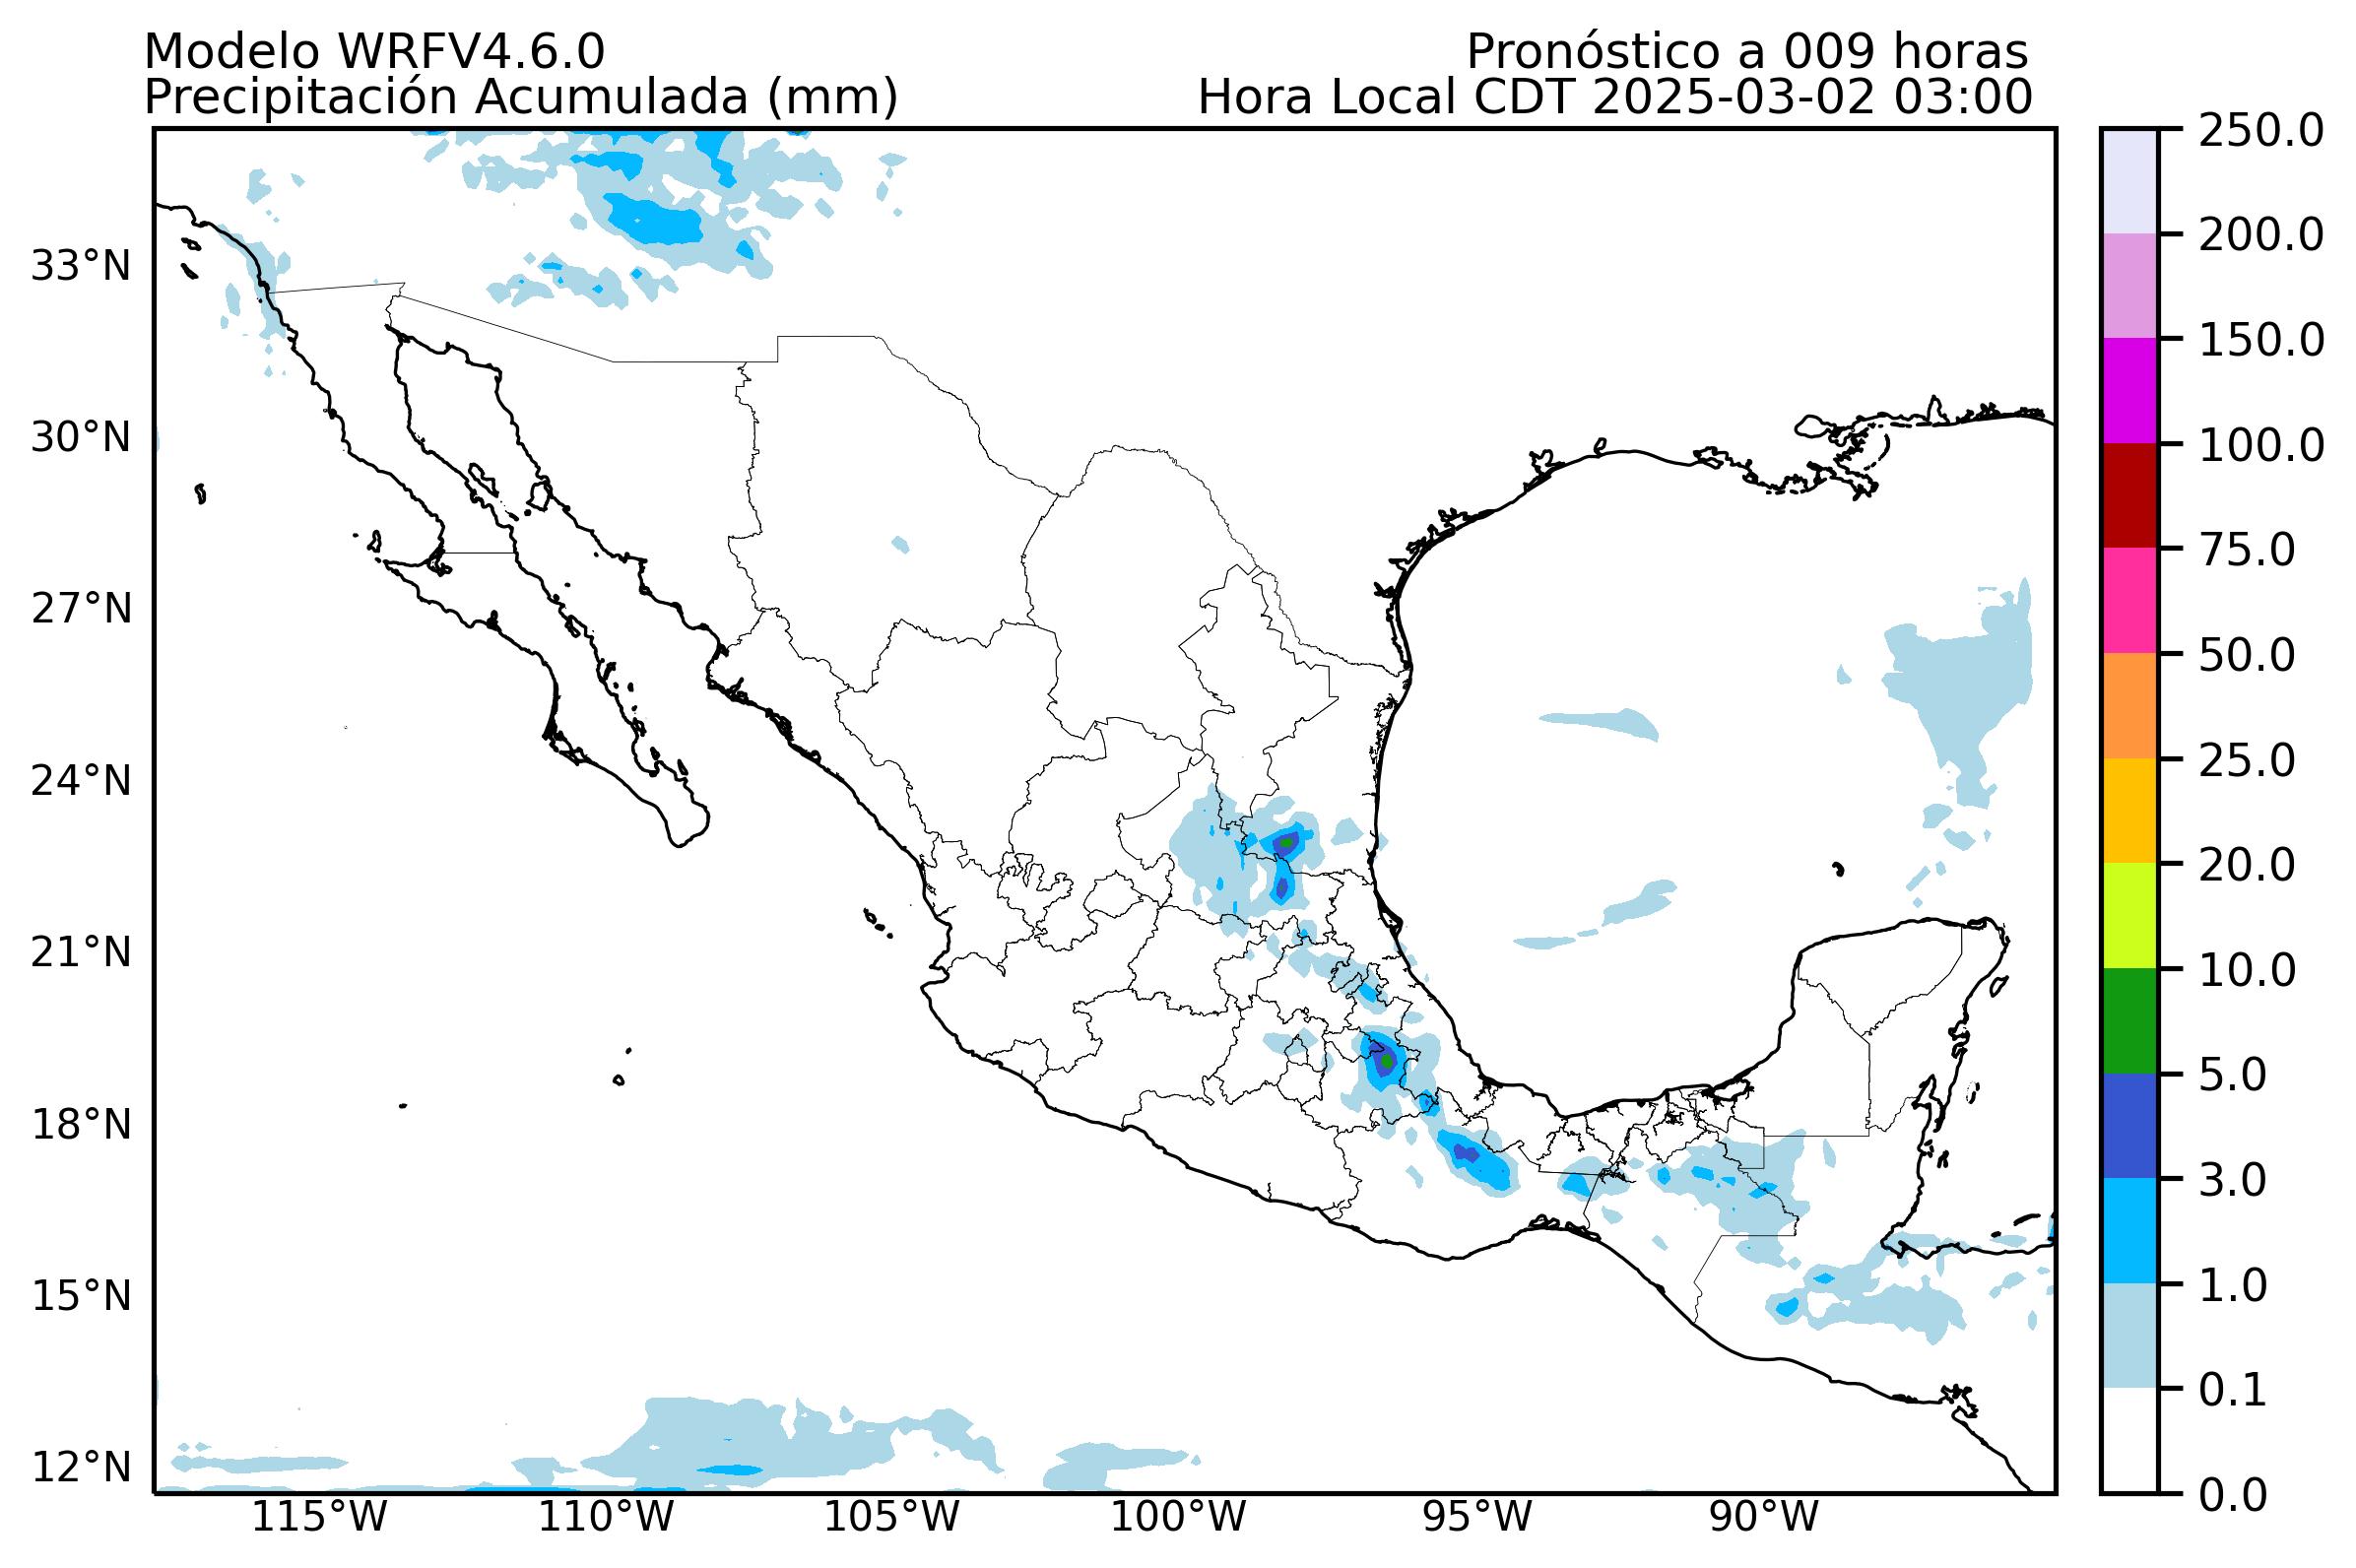 Modelo WRFV4.6.0
Pronóstico a 009 horas
Precipitación Acumulada (mm)
Hora Local CDT 2025-03-02 03:00
33°N
30°N
27°N
24°N
21°N
18°N
15°N
12°N
115°W
110°W
105°W
100°W
95°W
90°W
250.0
200.0
150.0
100.0
75.0
50.0
25.0
20.0
10.0
5.0
3.0
1.0
0.1
0.0